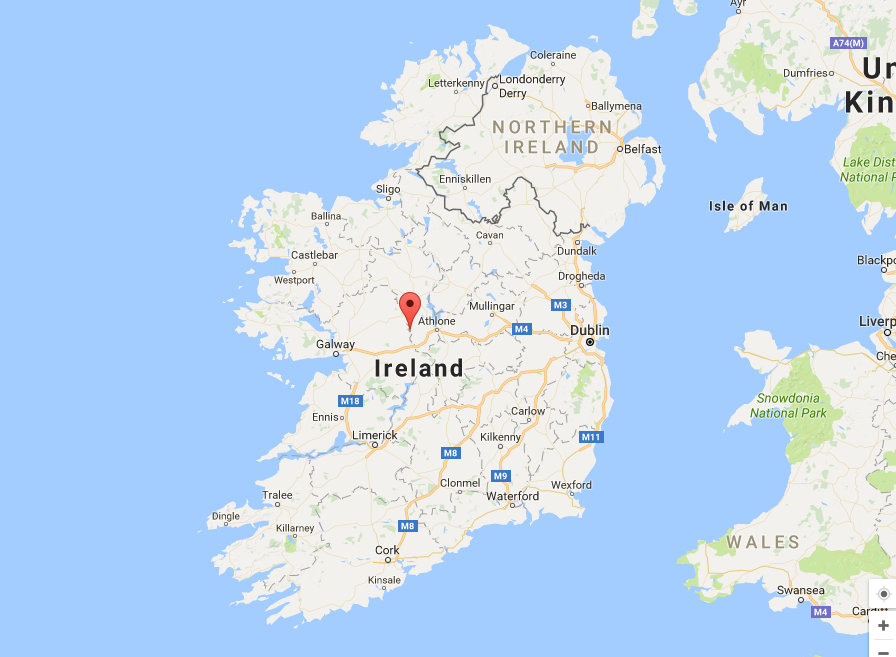 Ayr
A74(M)
Coleraine
Un
Dumfries
Letterkenny
Londonderry
Derry
Kin
Ballymena
NORTHERN
IRELAND
Belfast
Lake Dist
National P
Enniskillen
Sligo
Isle of Man
Ballina
Cavan
Dundalk
Castlebar
Blackpo
Westport
Drogheda
Mullingar
M3
Athlone
Liverp
M4
Dublin
Galway
Che
Ireland
M18
Snowdonia
National Park
Carlow
Ennis
Limerick
Kilkenny
M11
M8
M9
Clonmel
Wexford
Tralee
Waterford
Dingle
Killarney
M8
WALES
Cork
Kinsale
Swansea
M4
Cardiff
+
−